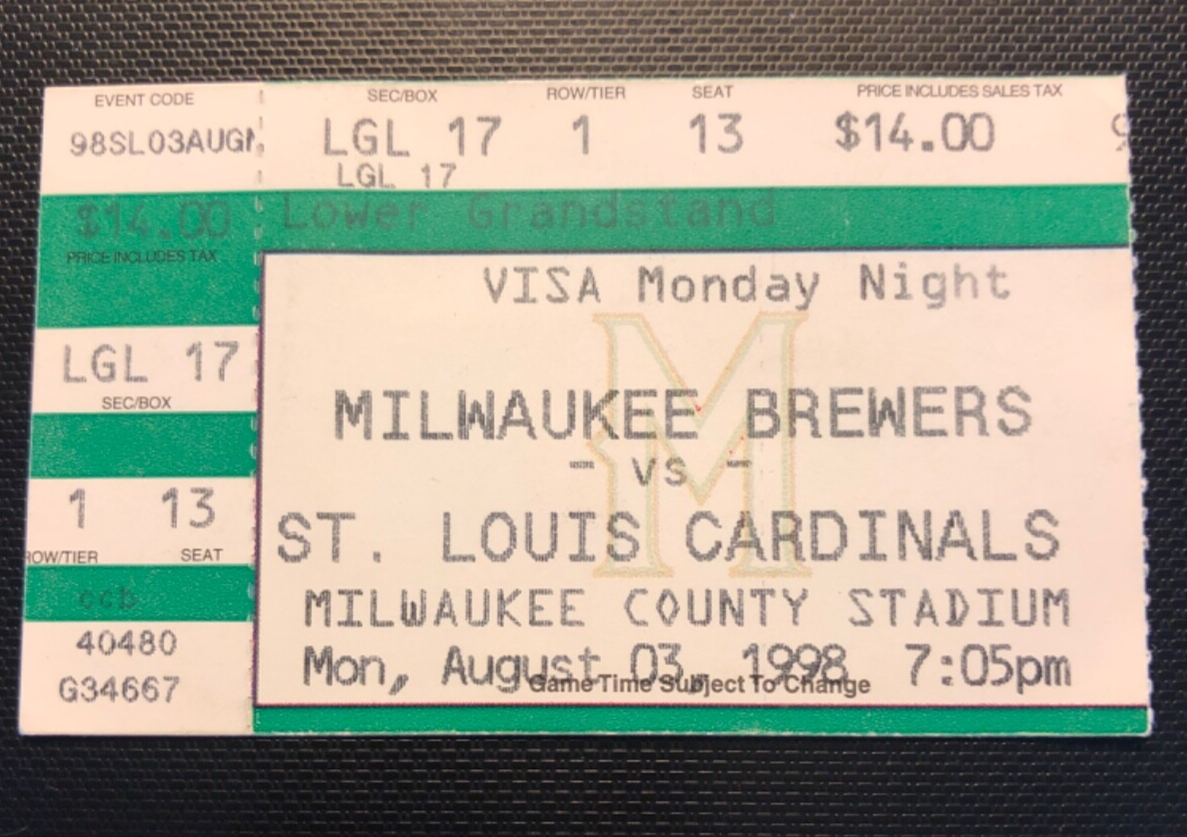 EVENT CODE
98SL03AUG
$14.00
PRICE INCLUDES TAX
LGL 17
SEC/BOX
1 13
ROW/TIER SEAT
ccb
40480
G34667
SEC/BOX ROW/TIER SEAT PRICE INCLUDES SALES TAX
LGL 17 1 13 $14.00
LGL 17
Lower Grandstand
VISA Monday Night
M
MILWAUKEE BREWERS
- vs -
ST. LOUIS CARDINALS
MILWAUKEE COUNTY STADIUM
Mon, August 03, 1998 7:05pm
Game Time Subject To Change